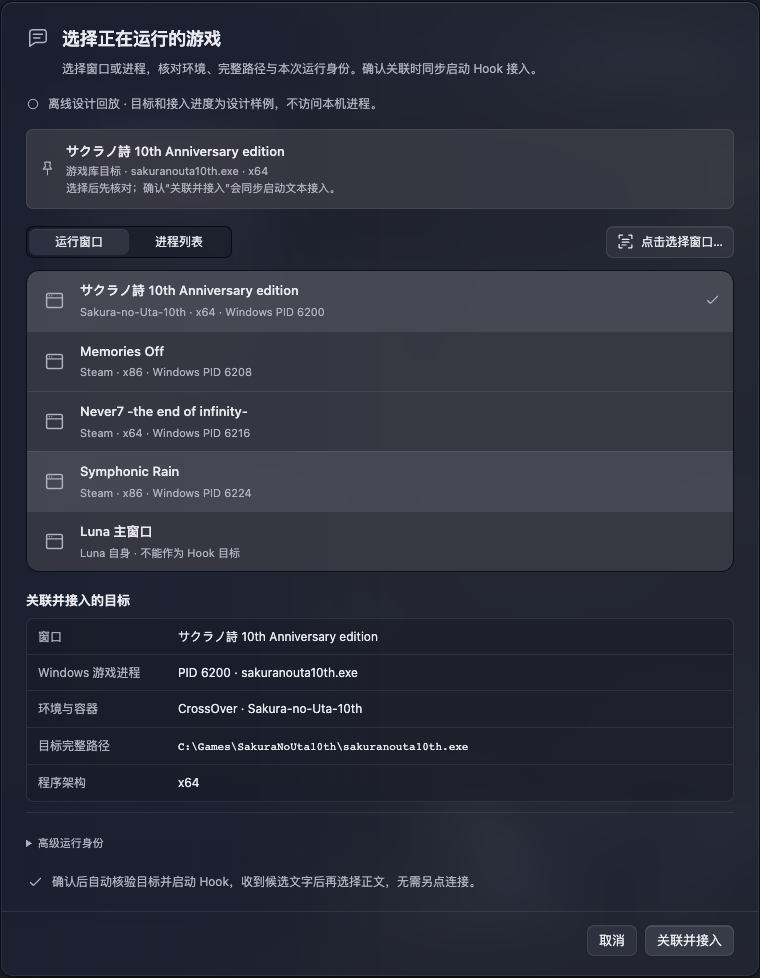 选择正在运行的游戏
选择窗口或进程，核对环境、完整路径与本次运行身份。确认关联时同步启动 Hook 接入。
离线设计回放 · 目标和接入进度为设计样例，不访问本机进程。
サクラノ詩 10th Anniversary edition
游戏库目标 · sakuranouta10th.exe · x64
选择后先核对；确认“关联并接入”会同步启动文本接入。
运行窗口
进程列表
点击选择窗口...
サクラノ詩 10th Anniversary edition
Sakura-no-Uta-10th · x64 · Windows PID 6200
Memories Off
Steam · x86 · Windows PID 6208
Never7 -the end of infinity-
Steam · x64 · Windows PID 6216
Symphonic Rain
Steam · x86 · Windows PID 6224
Luna 主窗口
Luna 自身 · 不能作为 Hook 目标
关联并接入的目标
窗口 サクラノ詩 10th Anniversary edition
Windows 游戏进程 PID 6200 · sakuranouta10th.exe
环境与容器 CrossOver · Sakura-no-Uta-10th
目标完整路径 C:\Games\SakuraNoUta10th\sakuranouta10th.exe
程序架构 x64
高级运行身份
确认后自动核验目标并启动 Hook，收到候选文字后再选择正文，无需另点连接。
取消
关联并接入